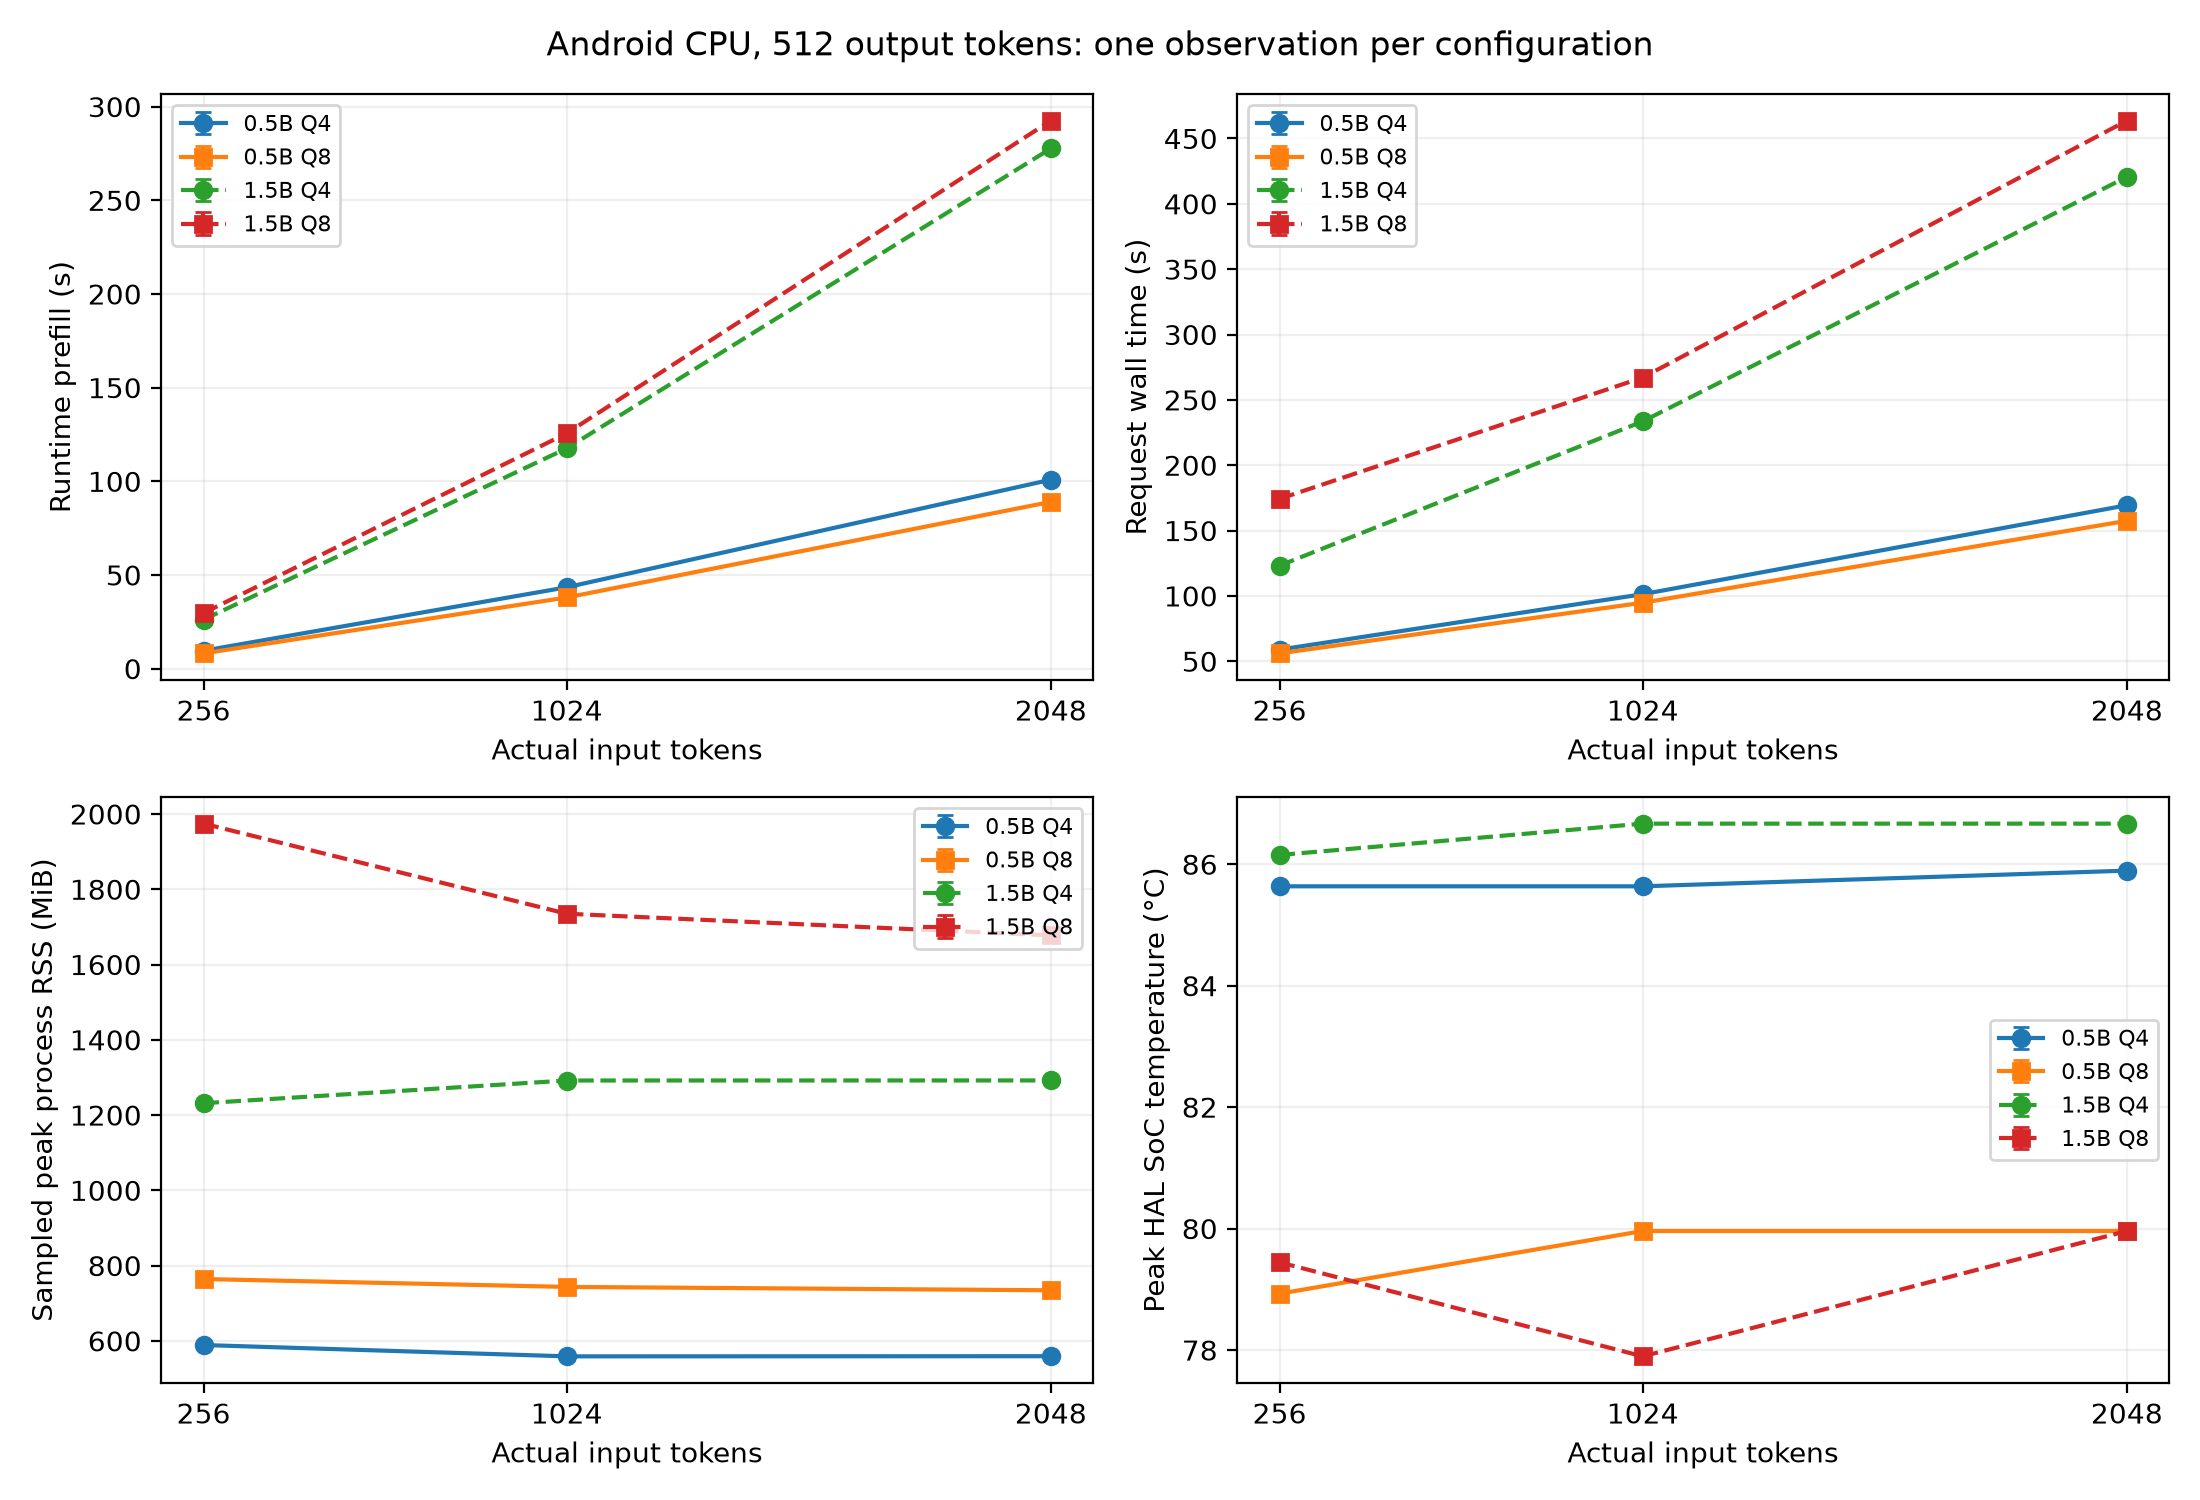 Android CPU, 512 output tokens: one observation per configuration
Runtime prefill (s)
300
250
200
150
100
50
0
0.5B Q4
0.5B Q8
1.5B Q4
1.5B Q8
256 1024 2048
Actual input tokens
Request wall time (s)
450
400
350
300
250
200
150
100
50
0.5B Q4
0.5B Q8
1.5B Q4
1.5B Q8
256 1024 2048
Actual input tokens
Sampled peak process RSS (MiB)
2000
1800
1600
1400
1200
1000
800
600
0.5B Q4
0.5B Q8
1.5B Q4
1.5B Q8
256 1024 2048
Actual input tokens
Peak HAL SoC temperature (°C)
86
84
82
80
78
0.5B Q4
0.5B Q8
1.5B Q4
1.5B Q8
256 1024 2048
Actual input tokens